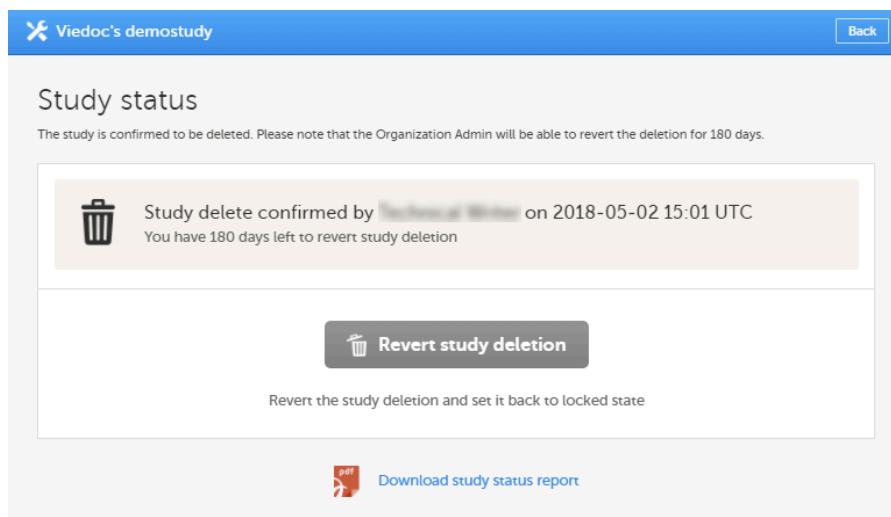 Viedoc's demostudy
Back
Study status
The study is confirmed to be deleted. Please note that the Organization Admin will be able to revert the deletion for 180 days.
Study delete confirmed by on 2018-05-02 15:01 UTC
You have 180 days left to revert study deletion
Revert study deletion
Revert the study deletion and set it back to locked state
pdf
Download study status report